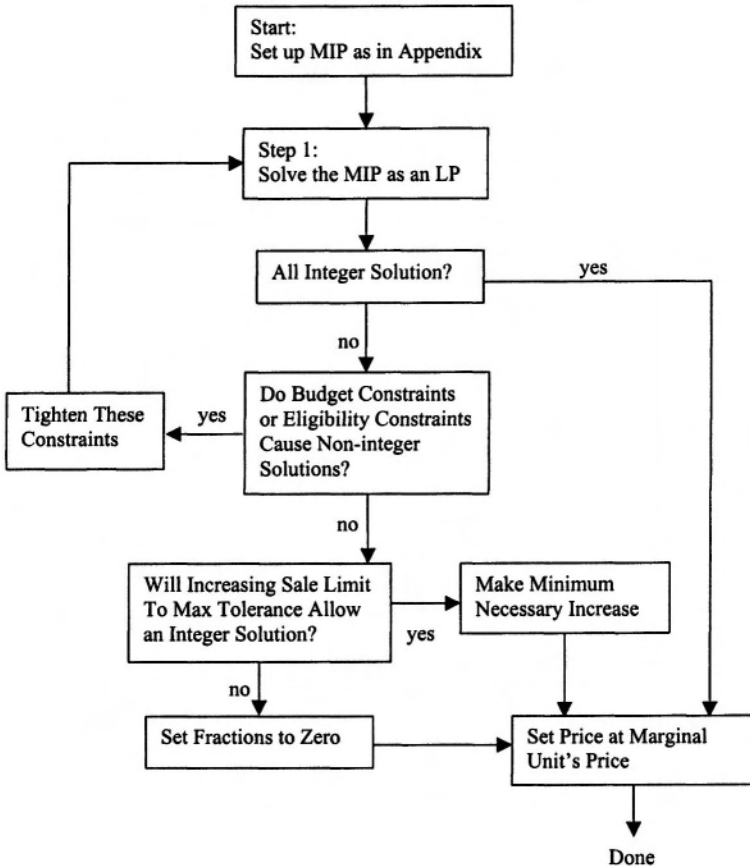 Start:
Set up MIP as in Appendix
Step 1:
Solve the MIP as an LP
All Integer Solution?
yes
no
Do Budget Constraints
or Eligibility Constraints
Cause Non-integer
Solutions?
yes
Tighten These
Constraints
no
Will Increasing Sale Limit
To Max Tolerance Allow
an Integer Solution?
yes
Make Minimum
Necessary Increase
no
Set Fractions to Zero
Set Price at Marginal
Unit's Price
Done